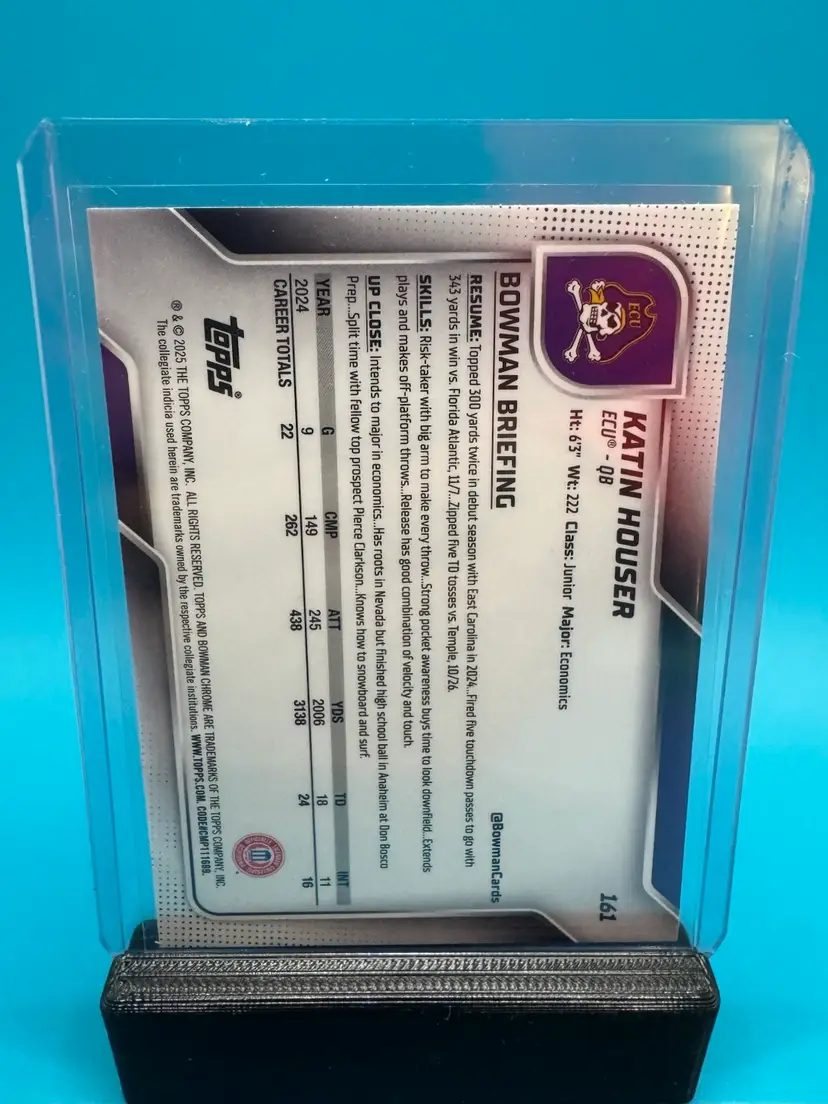 ECU
KATIN HOUSER
161
ECU® - QB
Ht: 6'3" Wt: 222 Class: Junior Major: Economics
BOWMAN BRIEFING
@BowmanCards
RESUME: Topped 300 yards twice in debut season with East Carolina in 2024...Fired five touchdown passes to go with
343 yards in win vs. Florida Atlantic, 11/7...Zipped five TD tosses vs. Temple, 10/26.
SKILLS: Risk-taker with big arm to make every throw...Strong pocket awareness buys time to look downfield...Extends
plays and makes off-platform throws...Release has good combination of velocity and touch.
UP CLOSE: Intends to major in economics...Has roots in Nevada but finished high school ball in Anaheim at Don Bosco
Prep...Split time with fellow top prospect Pierce Clarkson...Knows how to snowboard and surf.
YEAR G CMP ATT YDS TD INT
2024 9 149 245 2006 18 11
CAREER TOTALS 22 262 438 3138 24 16
topps®
® & © 2025 THE TOPPS COMPANY, INC. ALL RIGHTS RESERVED. TOPPS AND BOWMAN CHROME ARE TRADEMARKS OF THE TOPPS COMPANY, INC.
The collegiate indicia used herein are trademarks owned by the respective collegiate institutions. WWW.TOPPS.COM. CODE#CMP111699.